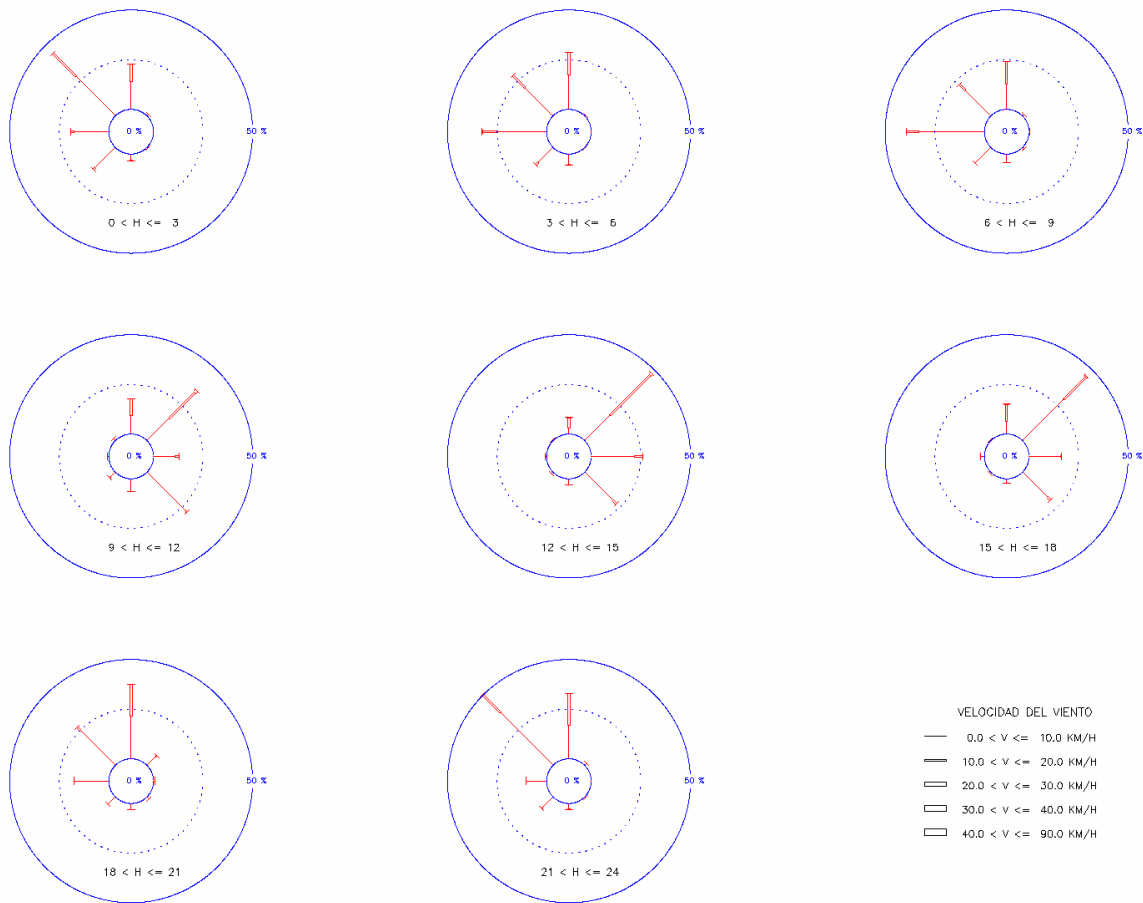 0 % 50 % 0 % 0 % 50 %
0 < H <= 3 3 < H <= 6 6 < H <= 9
0 % 50 % 0 % 50 % 0 % 50 %
9 < H <= 12 12 < H <= 15 15 < H <= 18
0 % 50 % 0 % 50 %
18 < H <= 21 21 < H <= 24
VELOCIDAD DEL VIENTO
0.0 < V <= 10.0 KM/H
10.0 < V <= 20.0 KM/H
20.0 < V <= 30.0 KM/H
30.0 < V <= 40.0 KM/H
40.0 < V <= 90.0 KM/H